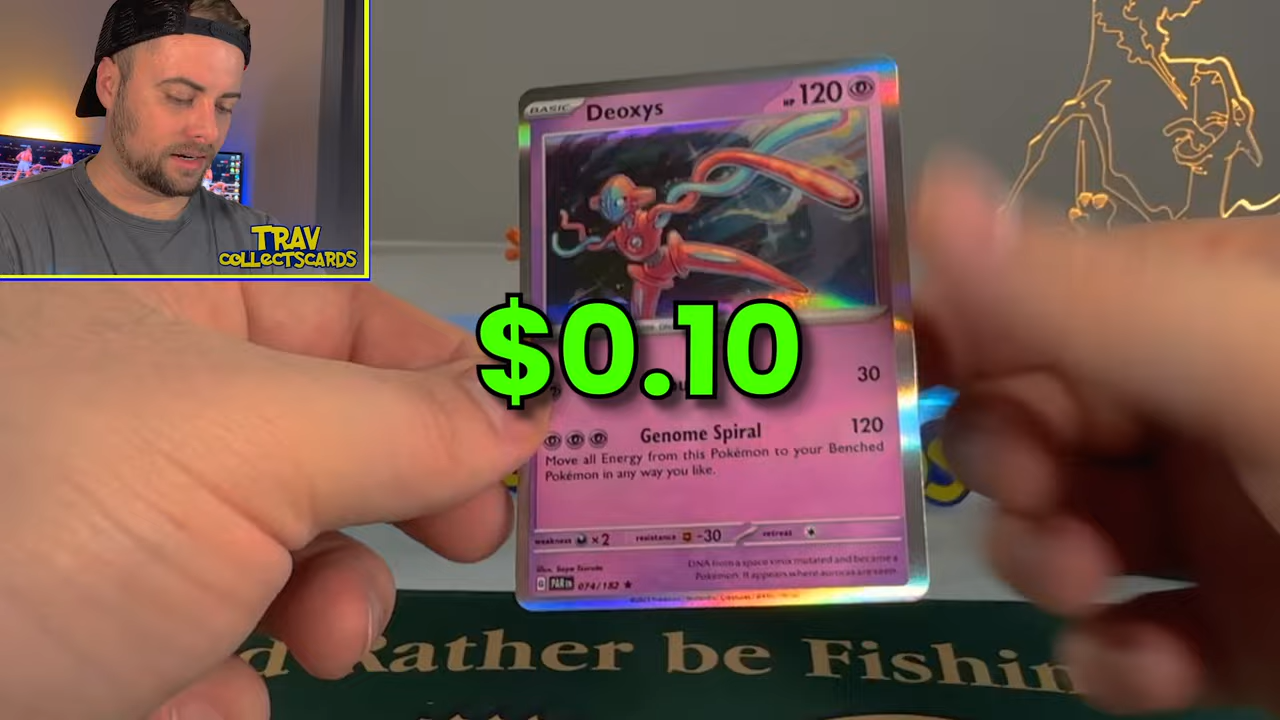 TRAV
COLLECTSCARDS
BASIC Deoxys HP 120
$0.10
30
Genome Spiral 120
Move all Energy from this Pokémon to your Benched
Pokémon in any way you like.
weakness ×2 resistance -30 retreat
DNA from a space virus mutated and became a
Pokémon. It appears where auroras are seen.
G PAR EN 074/182 ★
Rather be Fishin